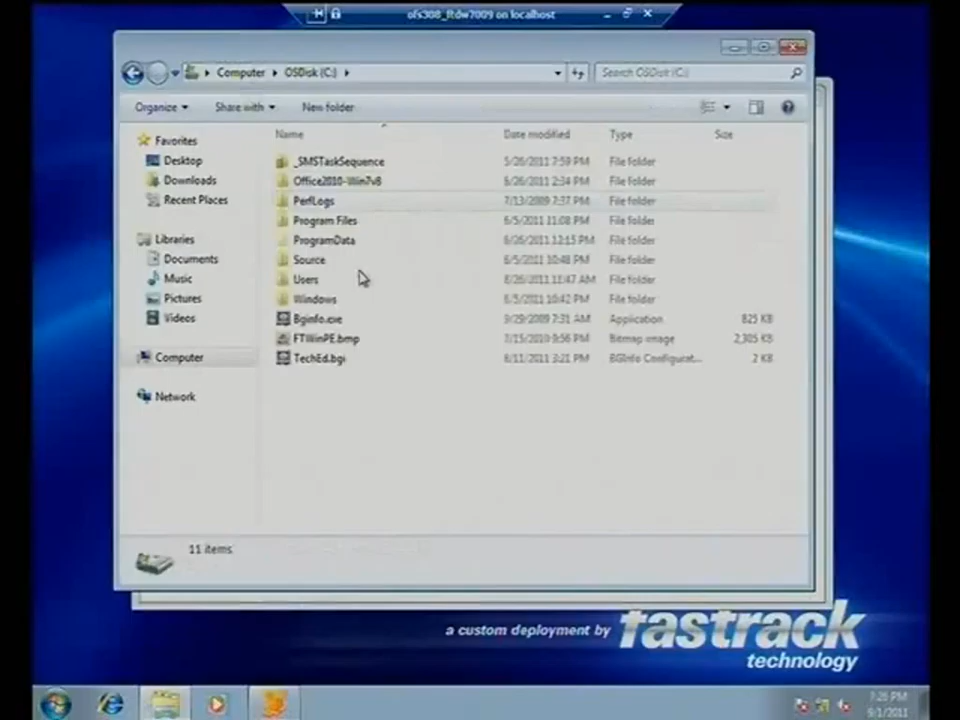 ofs308_ftdw7009 on localhost
Computer OSDisk (C:)
Search OSDisk (C:)
Organize Share with New folder
Name Date modified Type Size
Favorites
Desktop
Downloads
Recent Places
Libraries
Documents
Music
Pictures
Videos
Computer
Network
_SMSTaskSequence 5/26/2011 7:59 PM File folder
Office2010-Win7v8 8/26/2011 2:34 PM File folder
PerfLogs 7/13/2009 7:37 PM File folder
Program Files 6/5/2011 11:08 PM File folder
ProgramData 8/26/2011 12:15 PM File folder
Source 6/5/2011 10:48 PM File folder
Users 8/26/2011 11:47 AM File folder
Windows 6/5/2011 10:42 PM File folder
Bginfo.exe 9/29/2009 7:31 AM Application 825 KB
FTWinPE.bmp 7/15/2010 9:56 PM Bitmap image 2,305 KB
TechEd.bgi 8/11/2011 3:21 PM BGInfo Configurat... 2 KB
11 items
a custom deployment by fastrack
technology
7:26 PM
9/1/2011